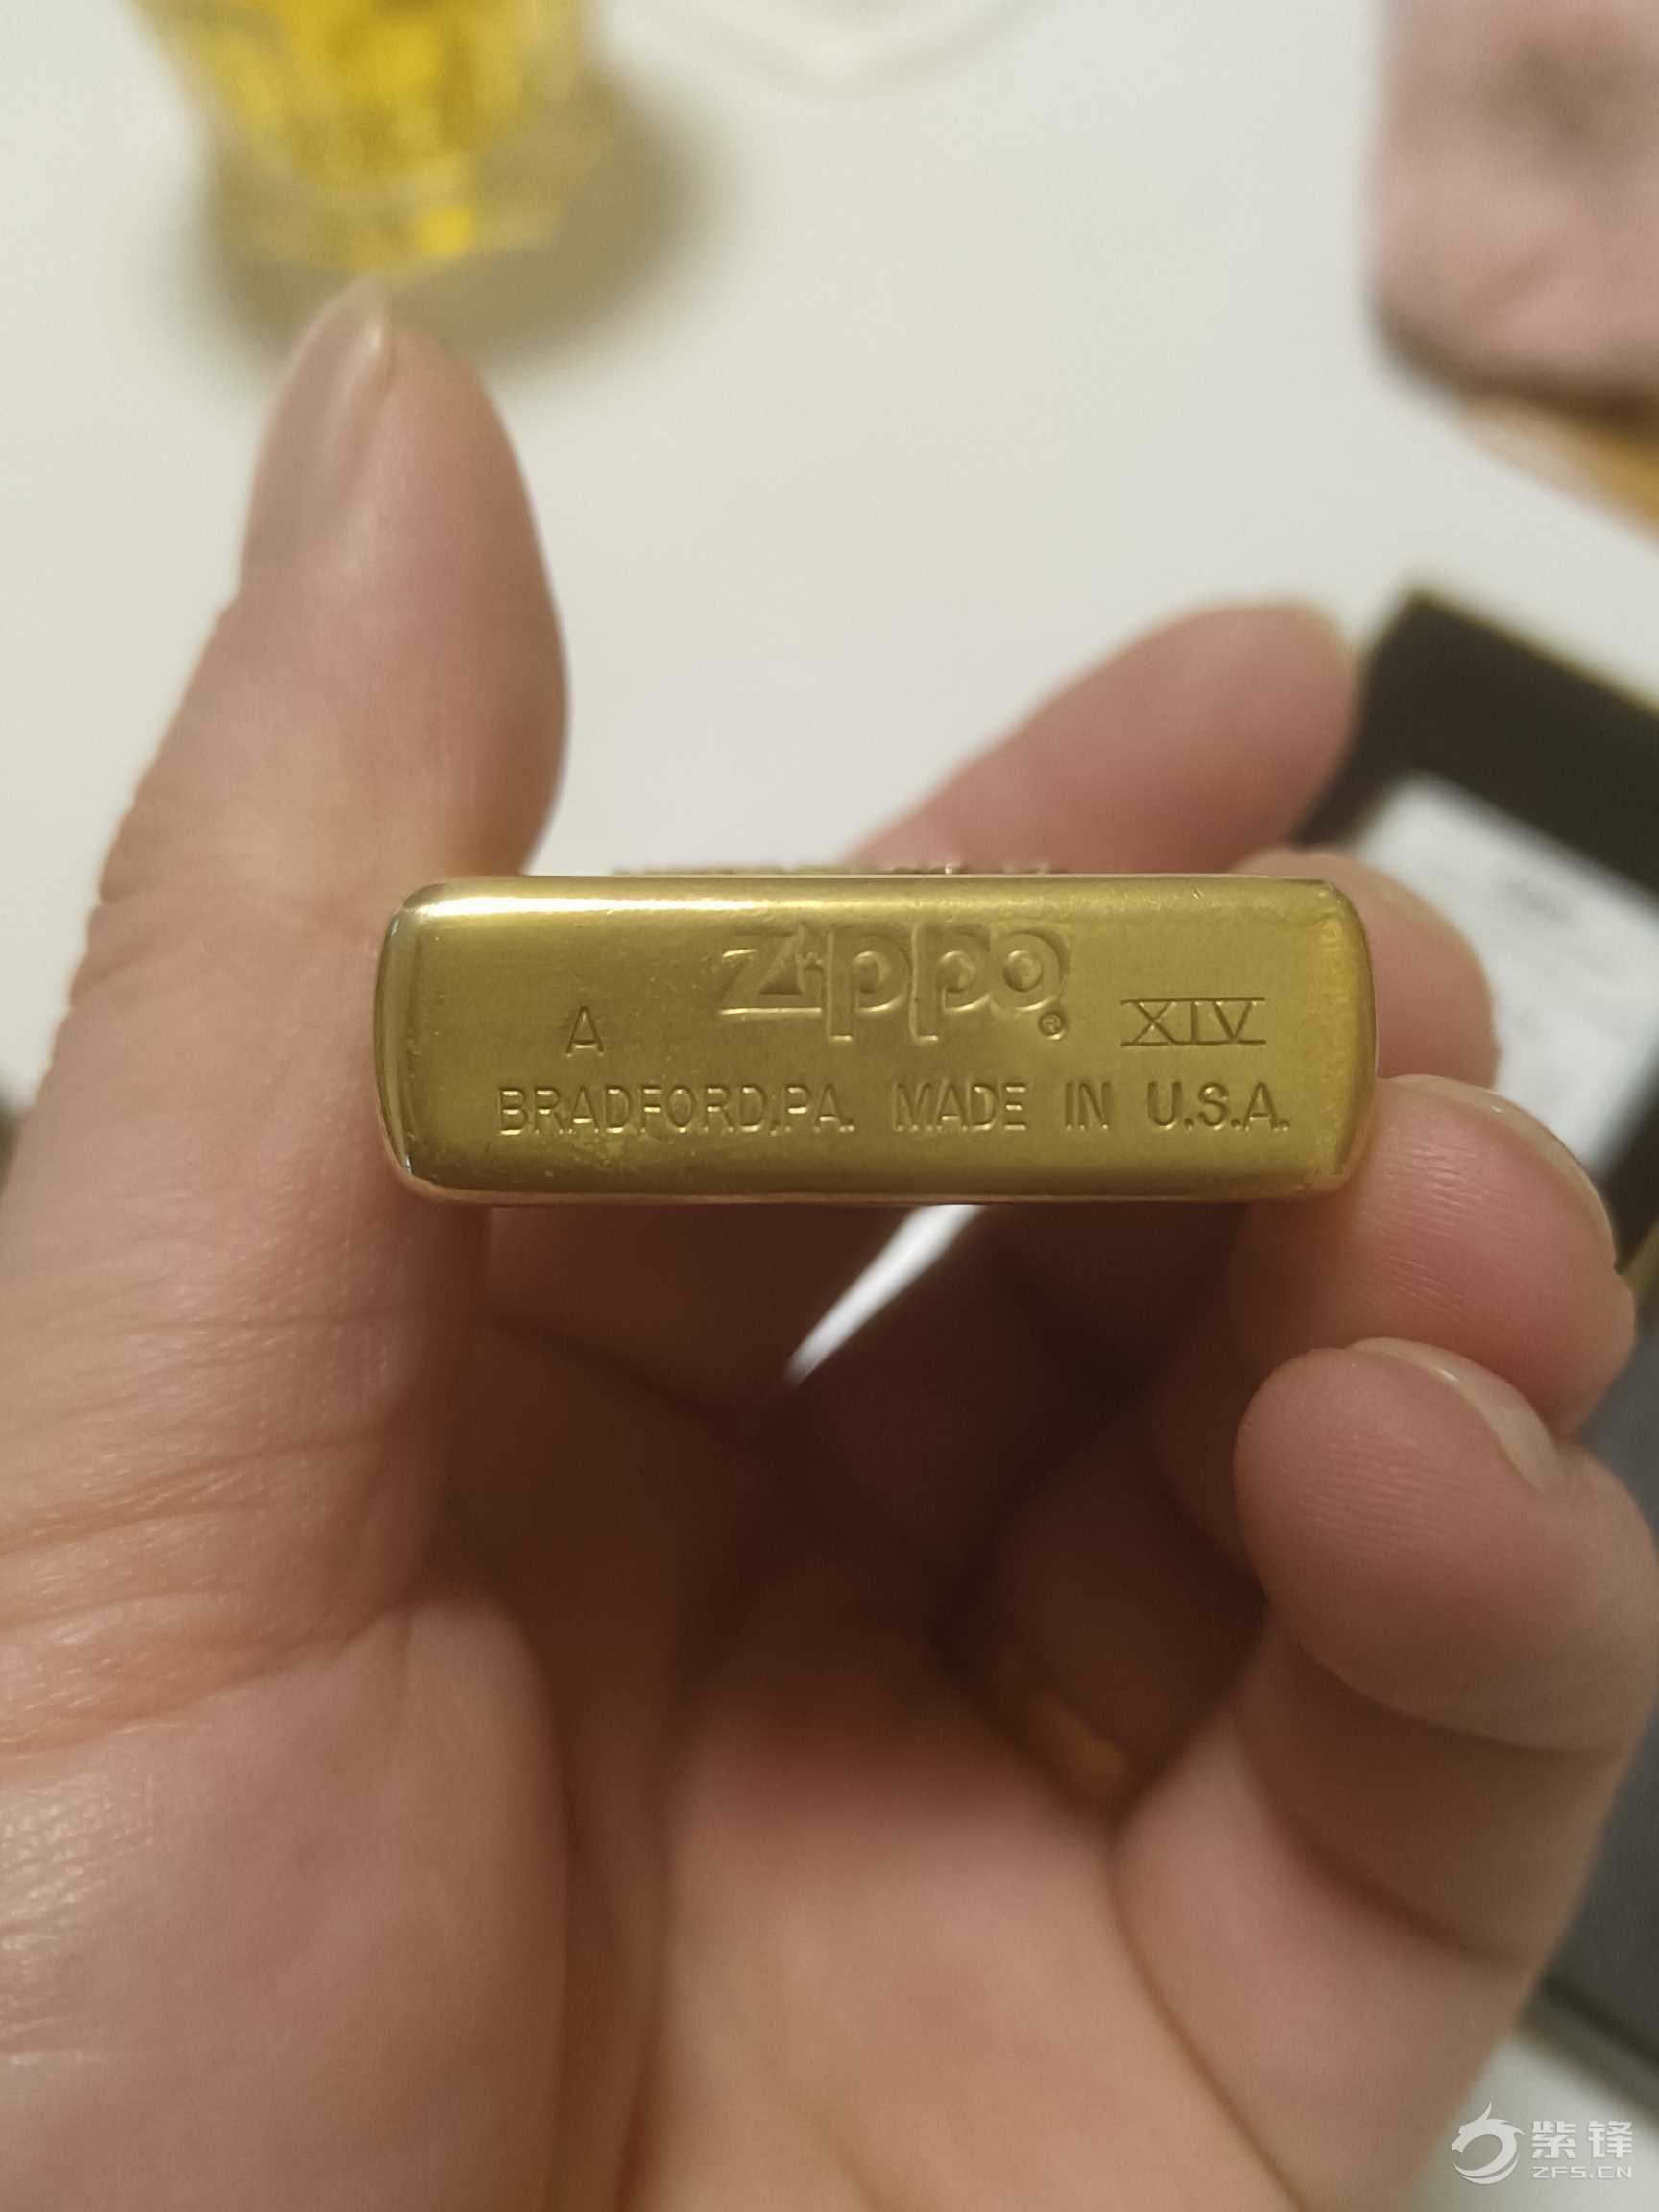 Zippo®
A XIV
BRADFORD,PA. MADE IN U.S.A.
紫锋
ZFS.CN